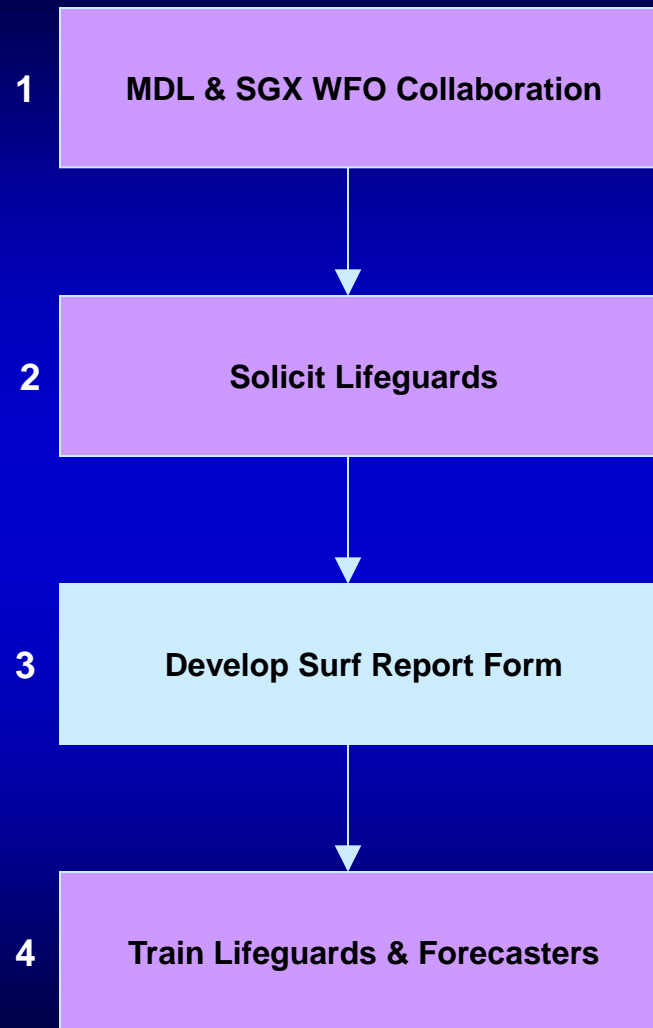 1 MDL & SGX WFO Collaboration
2 Solicit Lifeguards
3 Develop Surf Report Form
4 Train Lifeguards & Forecasters